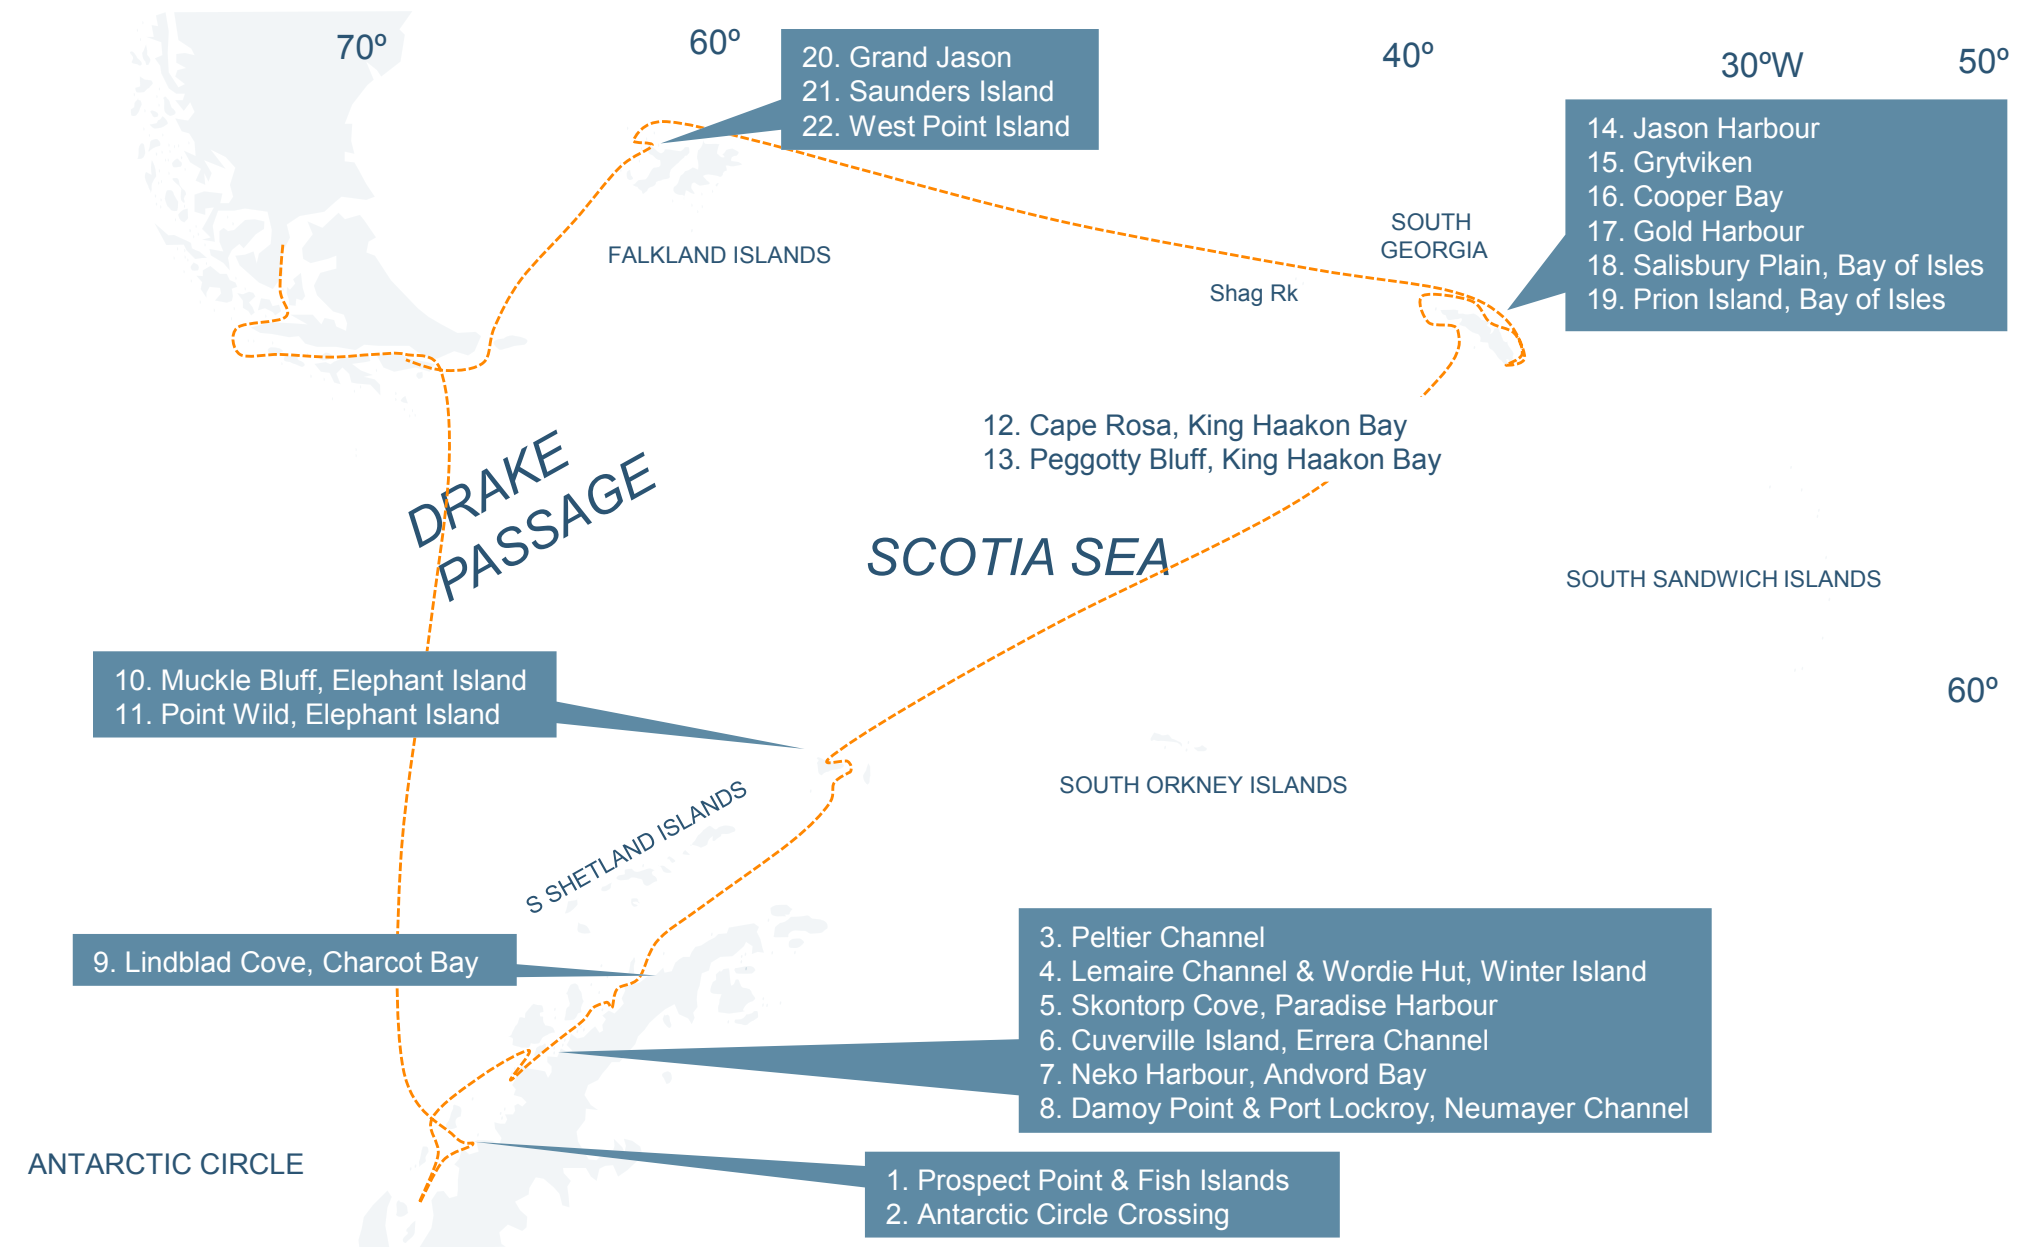 70º
60º
40º
30ºW
50º
20. Grand Jason
21. Saunders Island
22. West Point Island
14. Jason Harbour
15. Grytviken
16. Cooper Bay
17. Gold Harbour
18. Salisbury Plain, Bay of Isles
19. Prion Island, Bay of Isles
SOUTH
GEORGIA
FALKLAND ISLANDS
Shag Rk
12. Cape Rosa, King Haakon Bay
13. Peggotty Bluff, King Haakon Bay
DRAKE
PASSAGE
SCOTIA SEA
SOUTH SANDWICH ISLANDS
10. Muckle Bluff, Elephant Island
11. Point Wild, Elephant Island
60º
SOUTH ORKNEY ISLANDS
S SHETLAND ISLANDS
9. Lindblad Cove, Charcot Bay
3. Peltier Channel
4. Lemaire Channel & Wordie Hut, Winter Island
5. Skontorp Cove, Paradise Harbour
6. Cuverville Island, Errera Channel
7. Neko Harbour, Andvord Bay
8. Damoy Point & Port Lockroy, Neumayer Channel
ANTARCTIC CIRCLE
1. Prospect Point & Fish Islands
2. Antarctic Circle Crossing